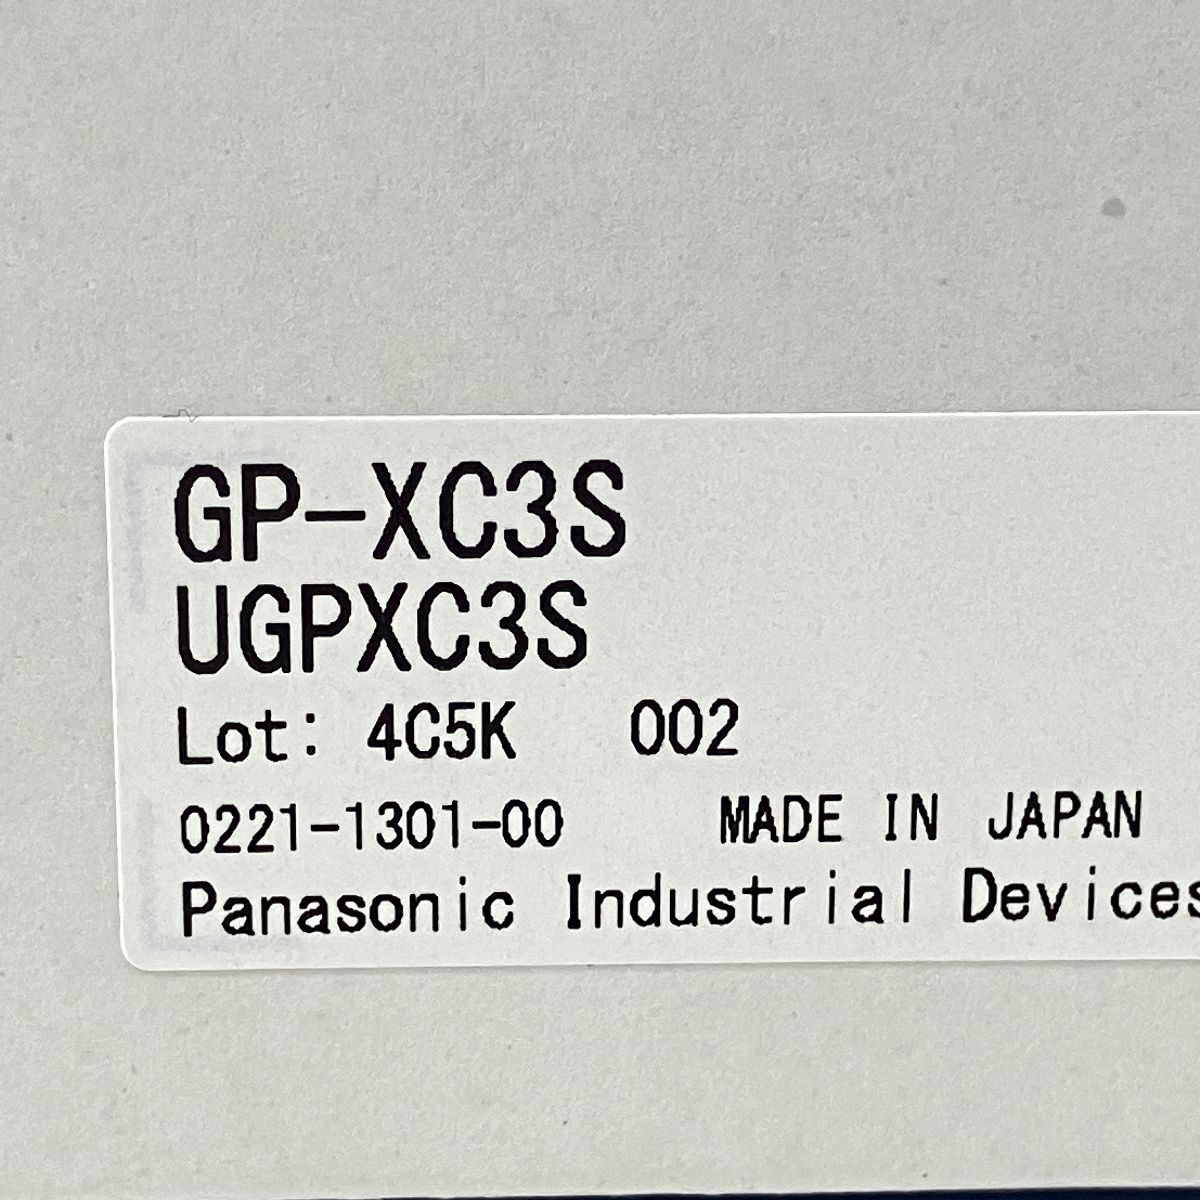 GP-XC3S
UGPXC3S
Lot: 4C5K 002
0221-1301-00 MADE IN JAPAN
Panasonic Industrial Devices